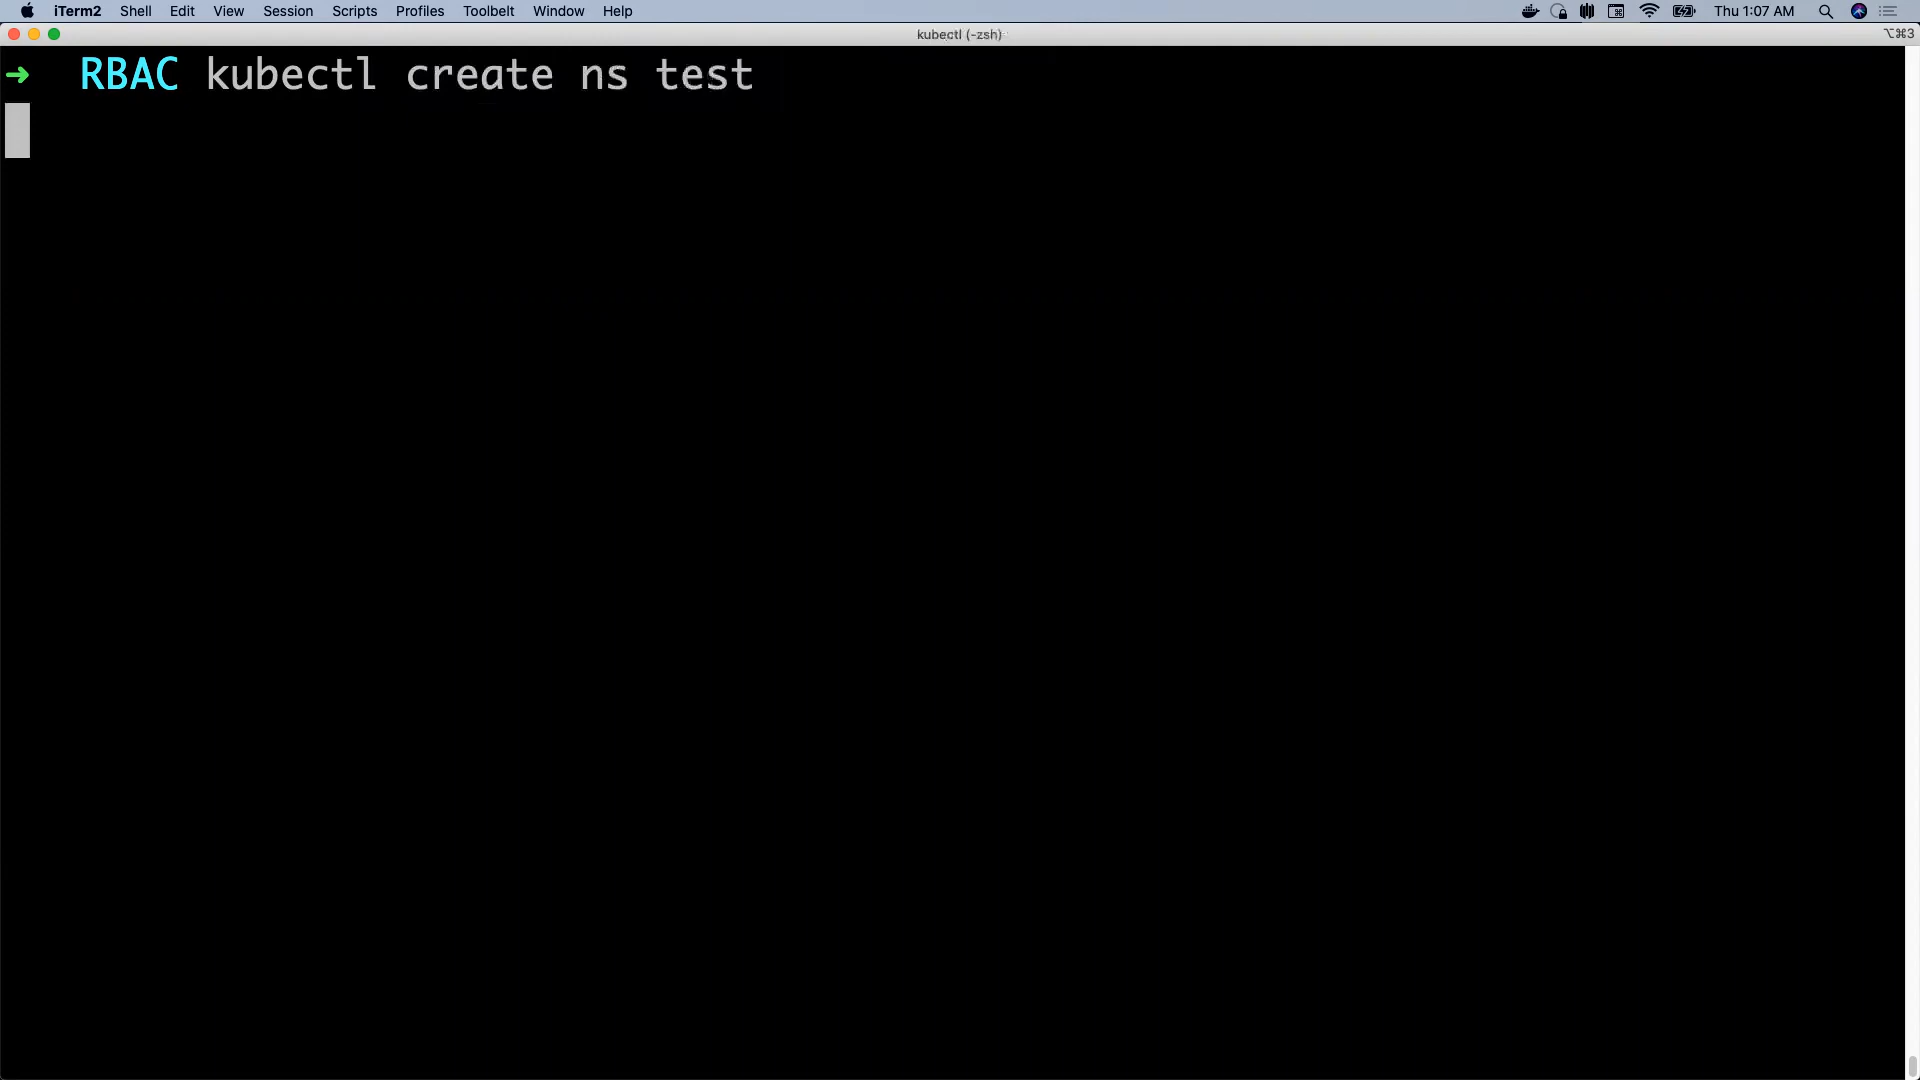 iTerm2 Shell Edit View Session Scripts Profiles Toolbelt Window Help Thu 1:07 AM
kubectl (-zsh) ⌥⌘3
➜ RBAC kubectl create ns test